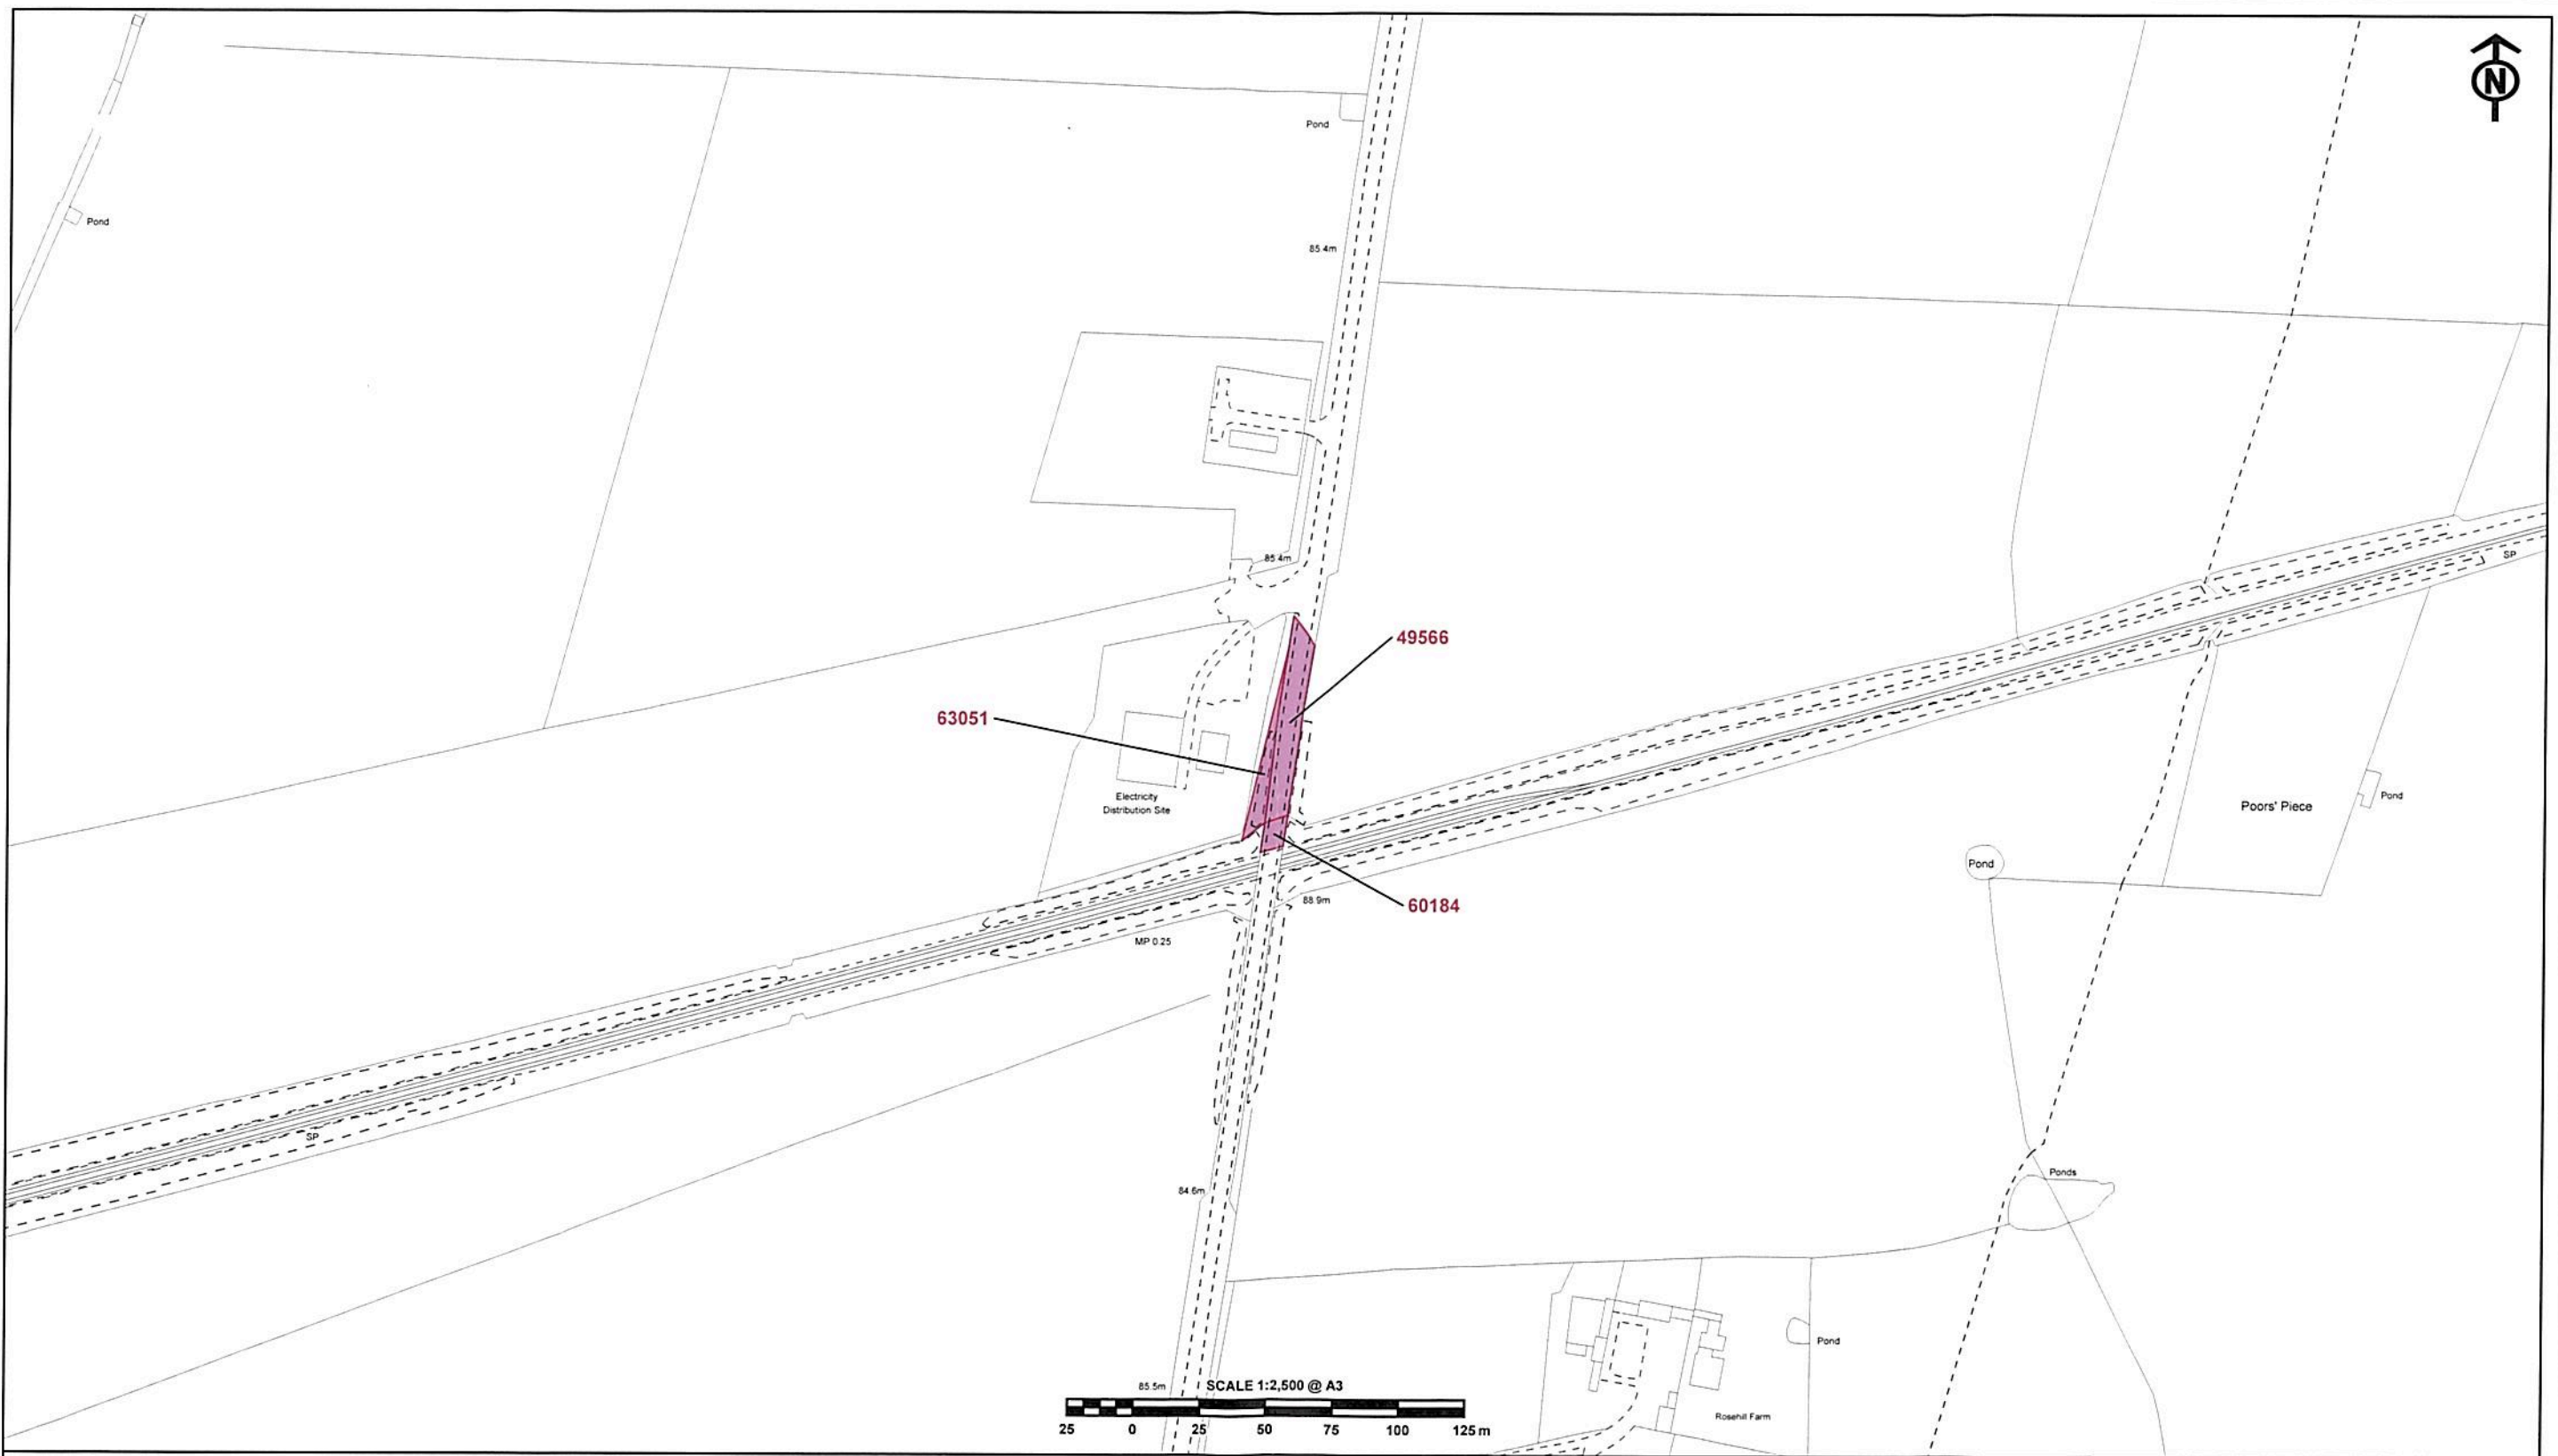 N
Pond
Pond
85.4m
85.4m
SP
49566
63051
Electricity
Distribution Site
Pond
Poors' Piece
Pond
88.9m
60184
MP 0.25
SP
Ponds
84.6m
Pond
85.5m
SCALE 1:2,500 @ A3
Rosehill Farm
25 0 25 50 75 100 125 m